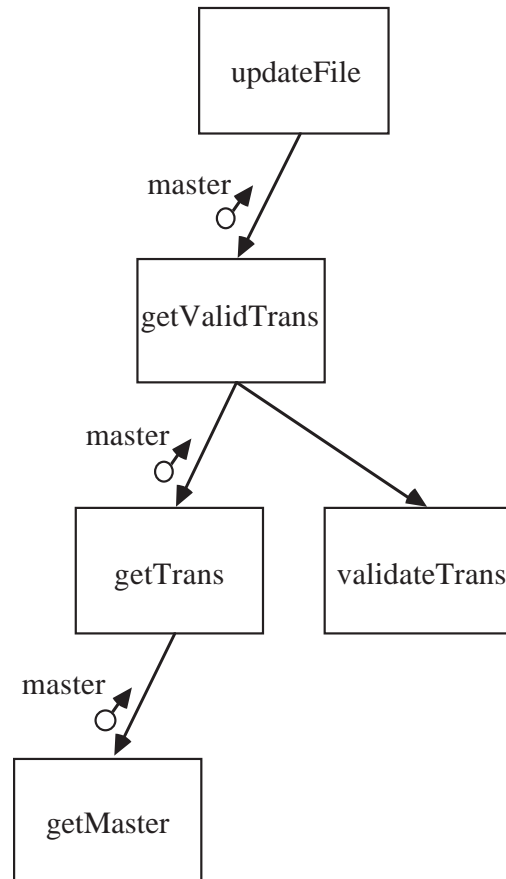 updateFile
master
getValidTrans
master
getTrans
validateTrans
master
getMaster